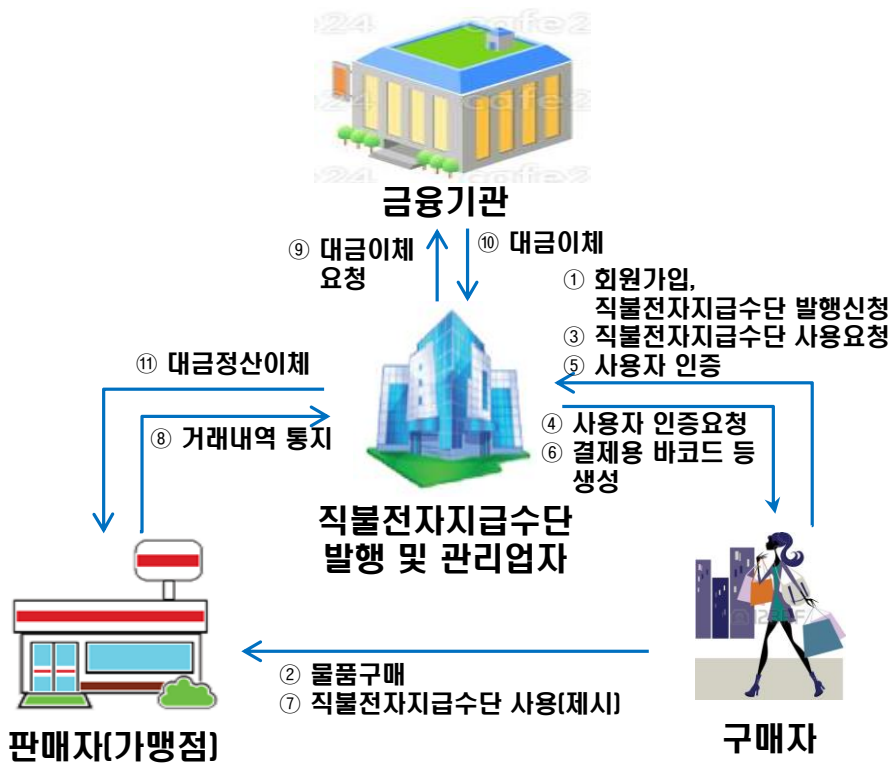 금융기관
⑨ 대금이체
요청
⑩ 대금이체
① 회원가입,
직불전자지급수단 발행신청
③ 직불전자지급수단 사용요청
⑤ 사용자 인증
⑪ 대금정산이체
⑧ 거래내역 통지
④ 사용자 인증요청
⑥ 결제용 바코드 등
생성
직불전자지급수단
발행 및 관리업자
② 물품구매
⑦ 직불전자지급수단 사용(제시)
판매자(가맹점)
구매자